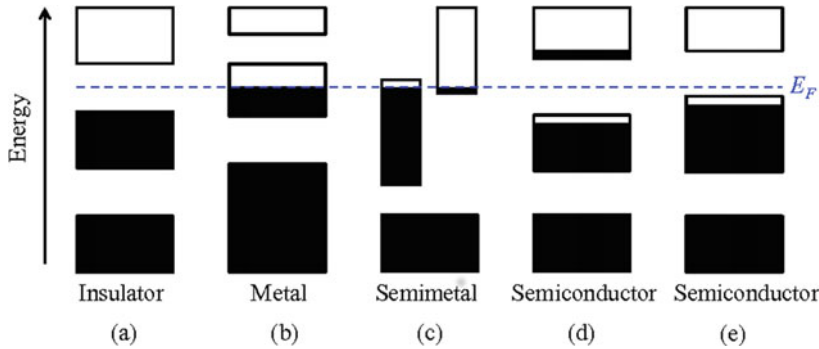 Energy
E_F
Insulator Metal Semimetal Semiconductor Semiconductor
(a) (b) (c) (d) (e)